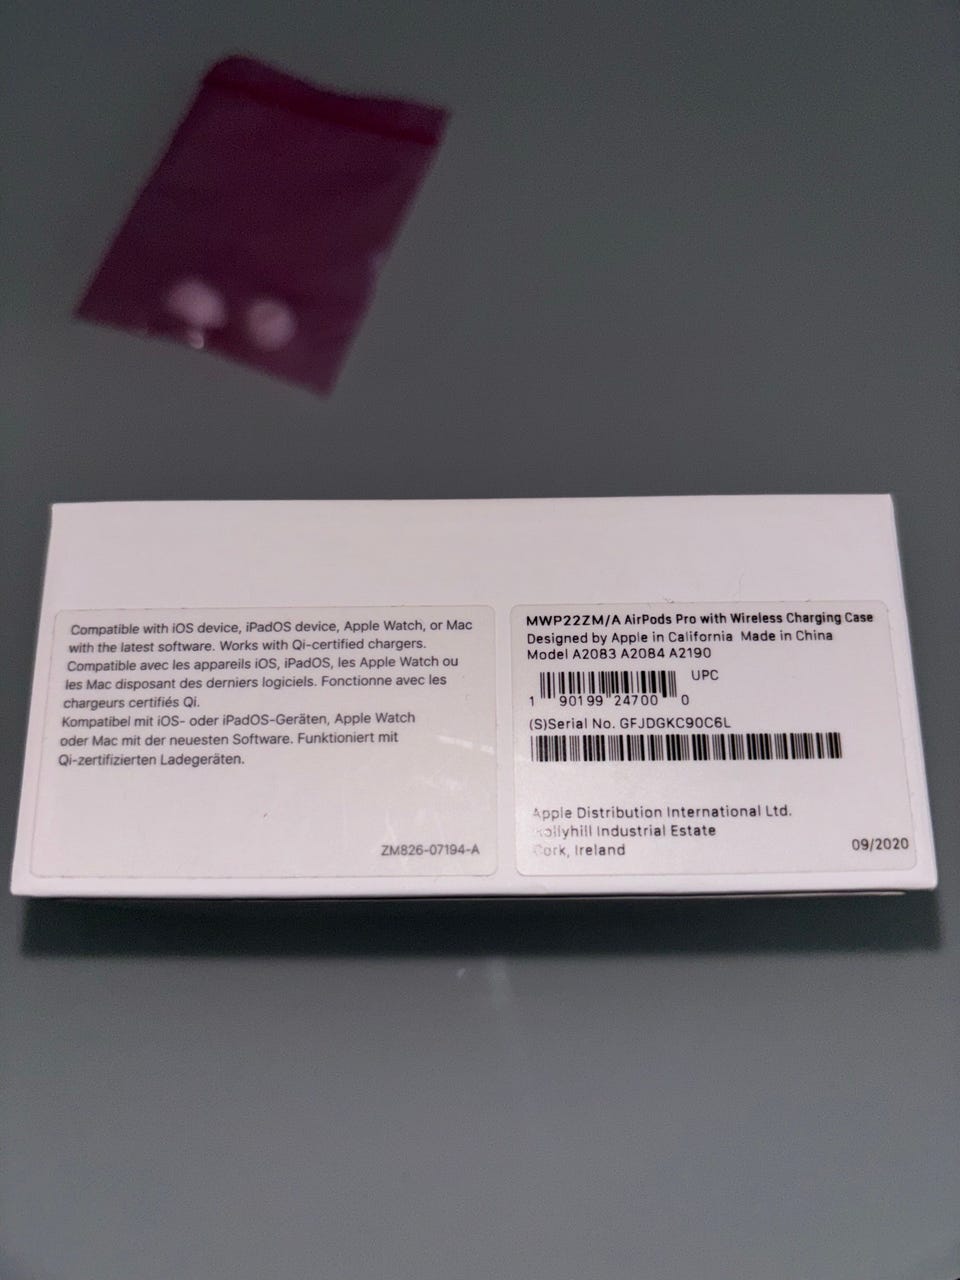 Compatible with iOS device, iPadOS device, Apple Watch, or Mac
with the latest software. Works with Qi-certified chargers.
Compatible avec les appareils iOS, iPadOS, les Apple Watch ou
les Mac disposant des derniers logiciels. Fonctionne avec les
chargeurs certifiés Qi.
Kompatibel mit iOS- oder iPadOS-Geräten, Apple Watch
oder Mac mit der neuesten Software. Funktioniert mit
Qi-zertifizierten Ladegeräten.
ZM826-07194-A
MWP22ZM/A AirPods Pro with Wireless Charging Case
Designed by Apple in California Made in China
Model A2083 A2084 A2190
UPC
1 90199 24700 0
(S)Serial No. GFJDGKC90C6L
Apple Distribution International Ltd.
Hollyhill Industrial Estate
Cork, Ireland
09/2020